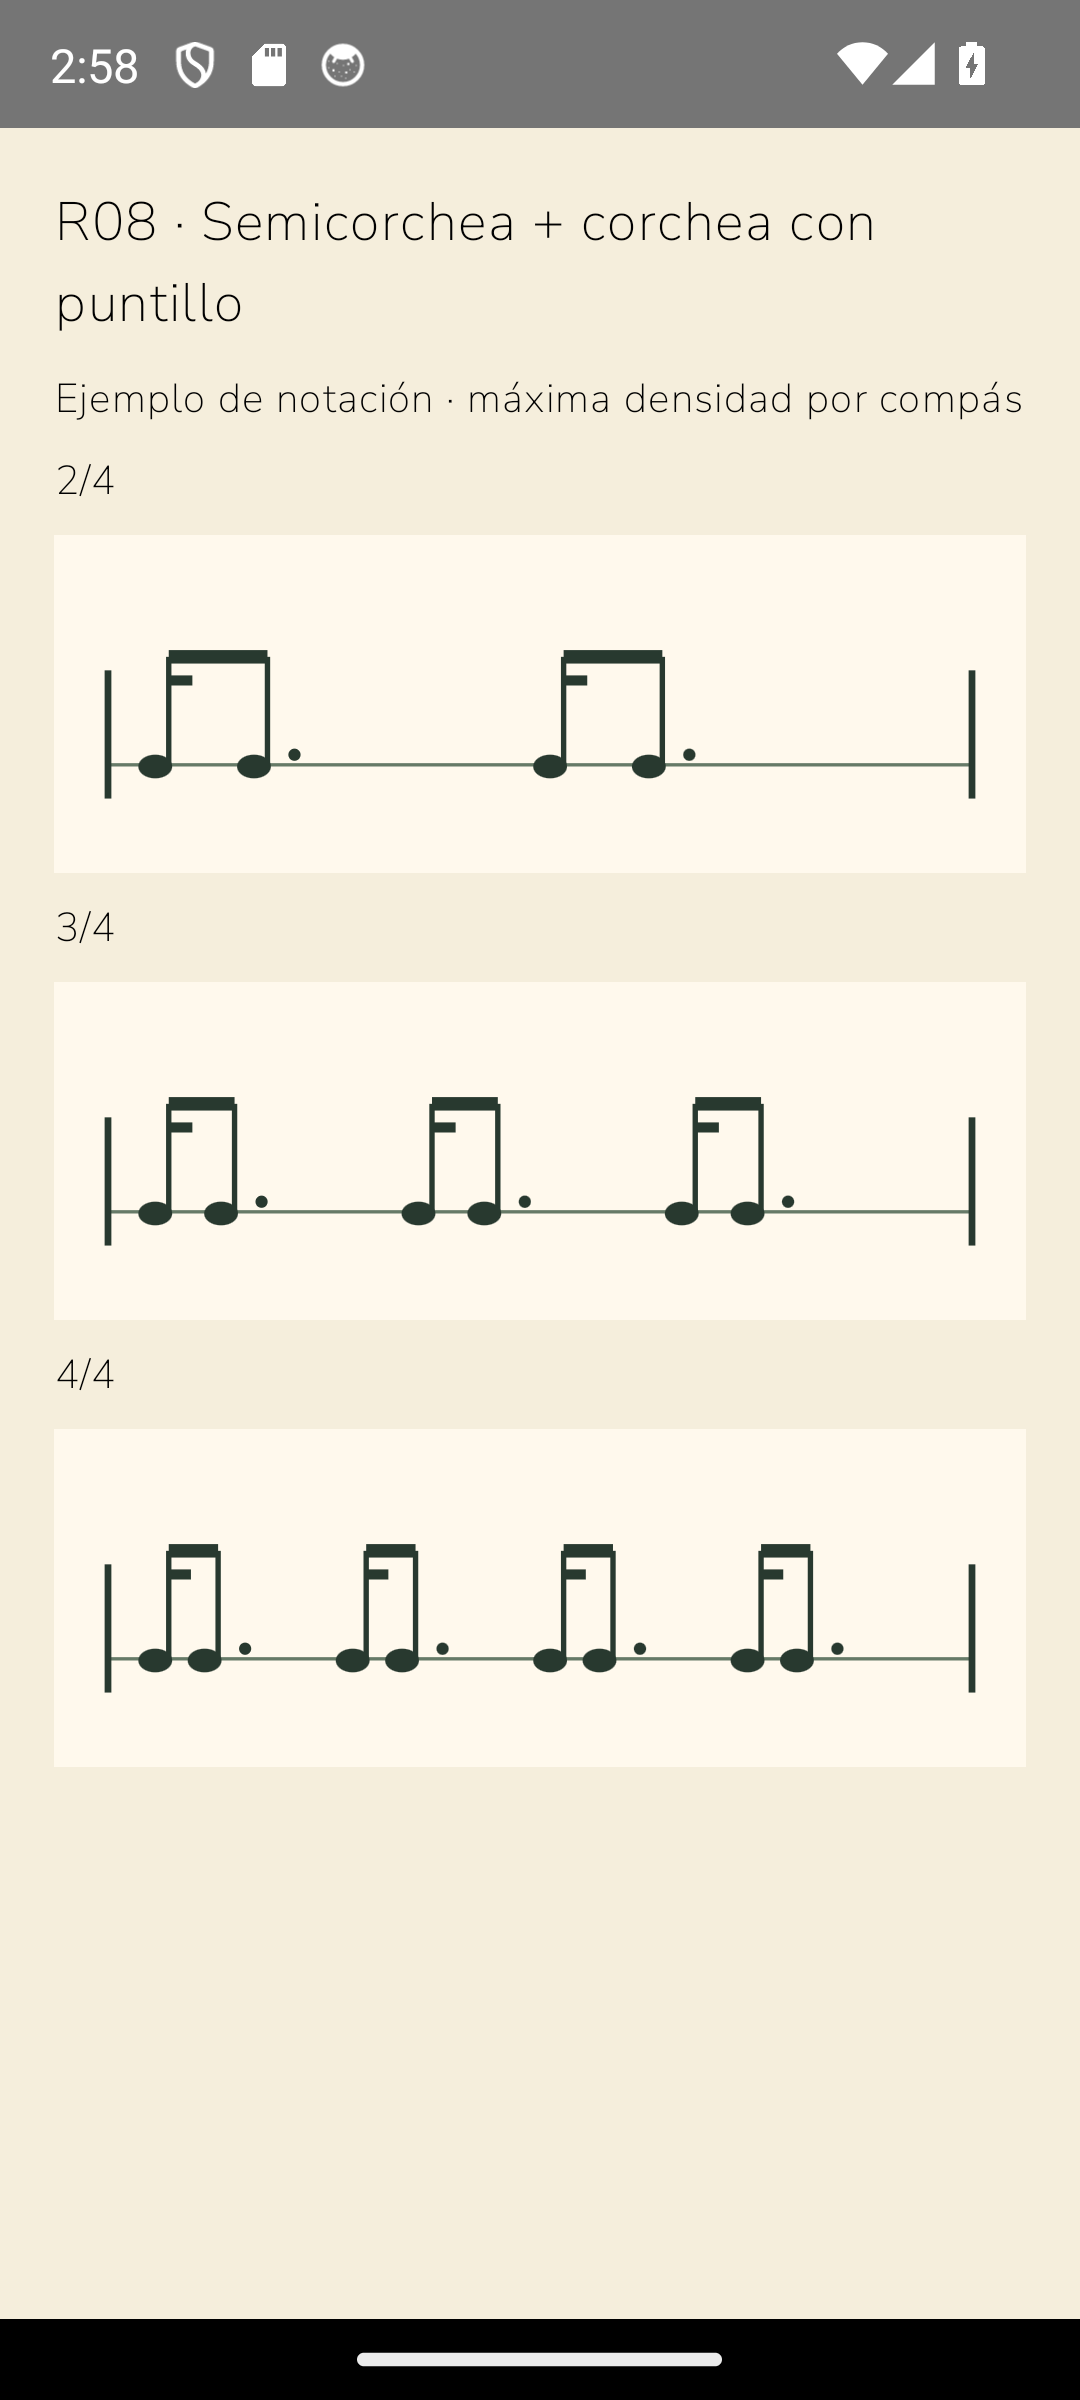 2:58
R08 · Semicorchea + corchea con
puntillo
Ejemplo de notación · máxima densidad por compás
2/4
3/4
4/4